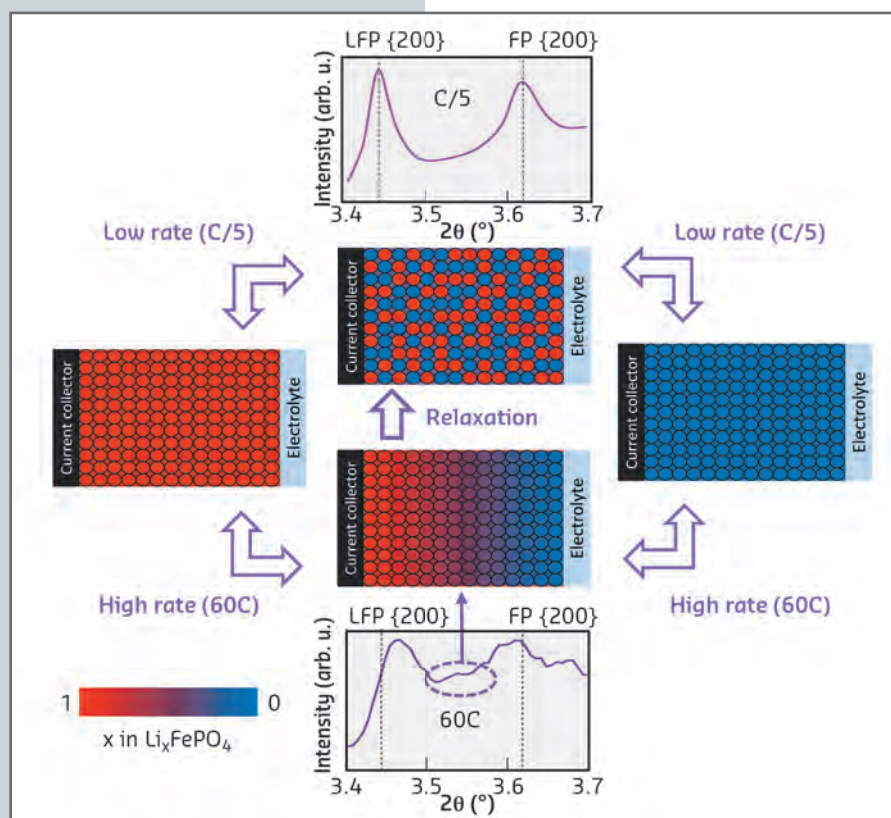 LFP {200} FP {200}
C/5
Intensity (arb. u.)
3.4 3.5 3.6 3.7
2θ (°)
Low rate (C/5)
Low rate (C/5)
Current collector
Electrolyte
Current collector
Electrolyte
Current collector
Electrolyte
Relaxation
Current collector
Electrolyte
High rate (60C)
High rate (60C)
LFP {200} FP {200}
Intensity (arb. u.)
60C
3.4 3.5 3.6 3.7
2θ (°)
1 0
x in LiₓFePO₄